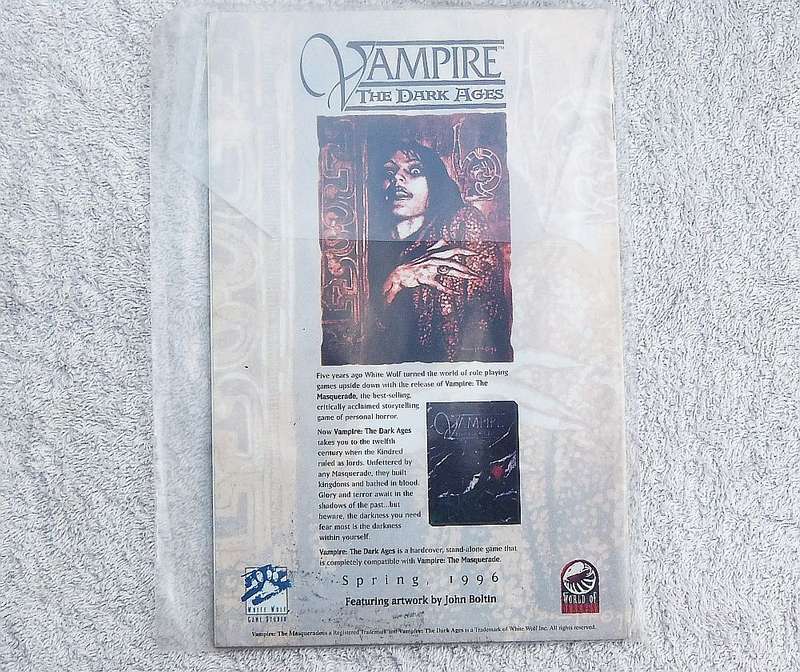 VAMPIRE™
THE DARK AGES
Five years ago White Wolf turned the world of role playing
games upside down with the release of Vampire: The
Masquerade, the best-selling,
critically acclaimed storytelling
game of personal horror.
Now Vampire: The Dark Ages
takes you to the twelfth
century when the Kindred
ruled as lords. Unfettered by
any Masquerade, they built
kingdoms and bathed in blood.
Glory and terror await in the
shadows of the past...but
beware, the darkness you need
fear most is the darkness
within yourself.
VAMPIRE
Vampire: The Dark Ages is a hardcover, stand-alone game that
is completely compatible with Vampire: The Masquerade.
Spring, 1996
Featuring artwork by John Boltin
WHITE WOLF
GAME STUDIO
WORLD OF
DARKNESS
Vampire: The Masquerade is a Registered Trademark and Vampire: The Dark Ages is a Trademark of White Wolf Inc. All rights reserved.